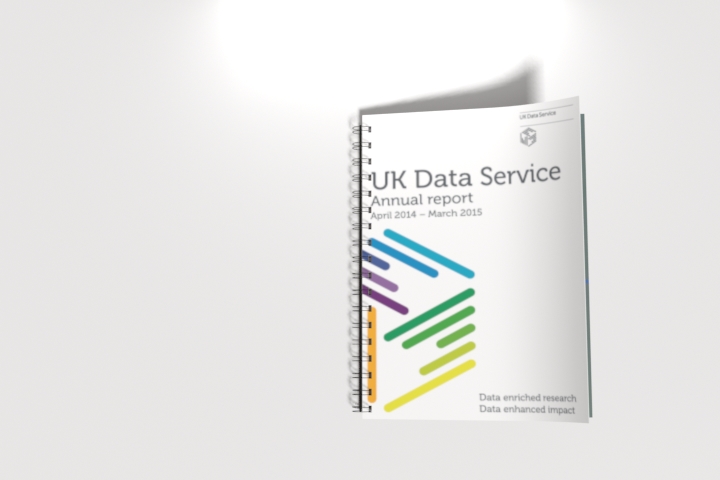 UK Data Service
UK Data Service
Annual report
April 2014 – March 2015
Data enriched research
Data enhanced impact